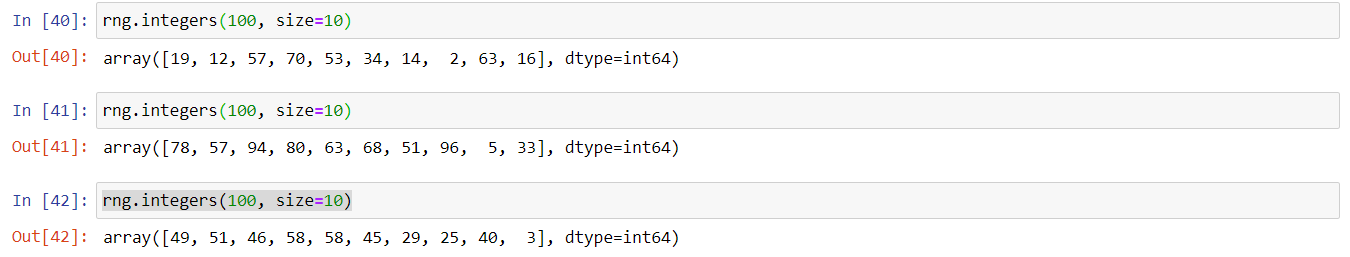 In [40]: rng.integers(100, size=10)
Out[40]: array([19, 12, 57, 70, 53, 34, 14,  2, 63, 16], dtype=int64)
In [41]: rng.integers(100, size=10)
Out[41]: array([78, 57, 94, 80, 63, 68, 51, 96,  5, 33], dtype=int64)
In [42]: rng.integers(100, size=10)
Out[42]: array([49, 51, 46, 58, 58, 45, 29, 25, 40,  3], dtype=int64)